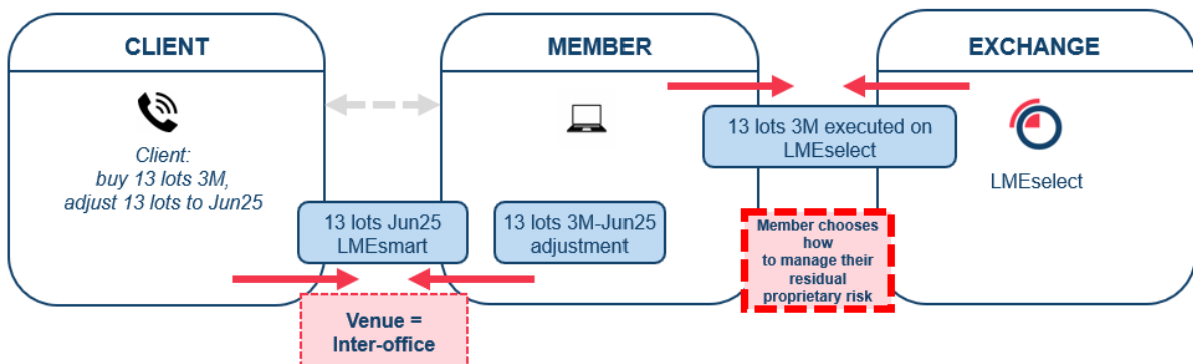 CLIENT
MEMBER
EXCHANGE
Client:
buy 13 lots 3M,
adjust 13 lots to Jun25
13 lots 3M executed on
LMEselect
LMEselect
13 lots Jun25
LMEsmart
13 lots 3M-Jun25
adjustment
Member chooses
how
to manage their
residual
proprietary risk
Venue =
Inter-office